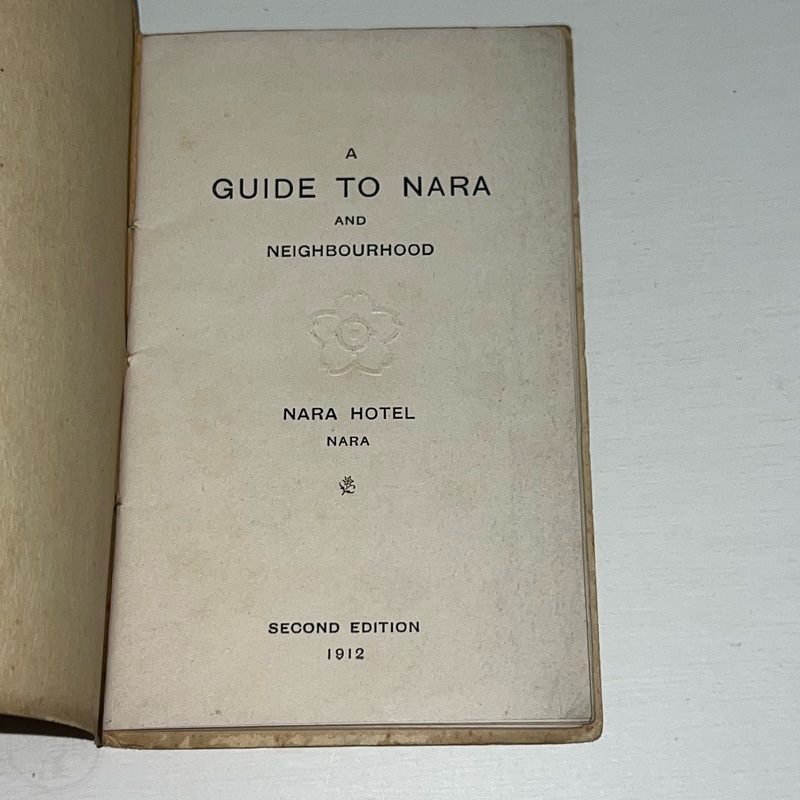 A
GUIDE TO NARA
AND
NEIGHBOURHOOD
NARA HOTEL
NARA
SECOND EDITION
1912